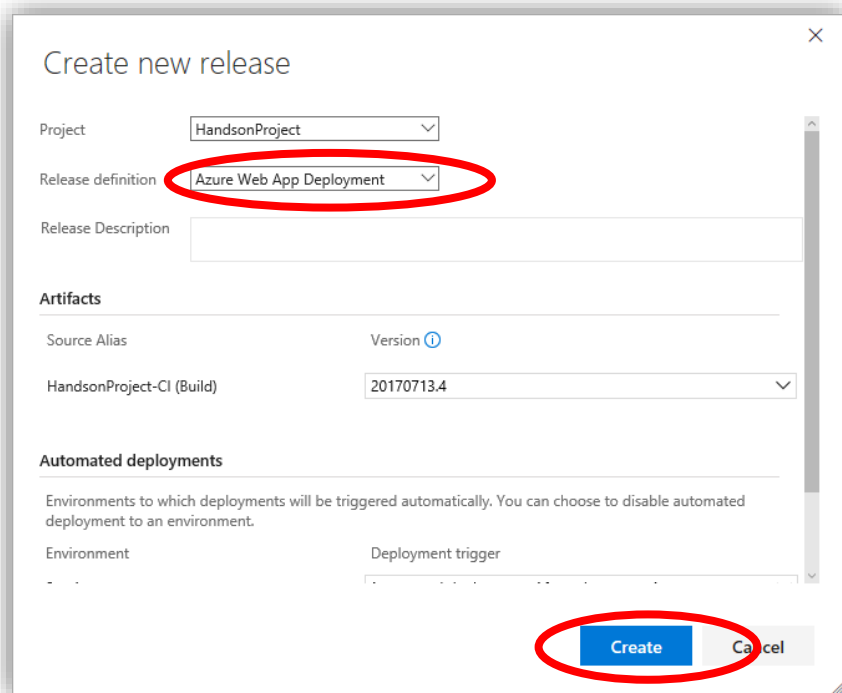 Create new release
Project
HandsonProject
Release definition
Azure Web App Deployment
Release Description
Artifacts
Source Alias
Version
HandsonProject-CI (Build)
20170713.4
Automated deployments
Environments to which deployments will be triggered automatically. You can choose to disable automated
deployment to an environment.
Environment
Deployment trigger
Create
Cancel